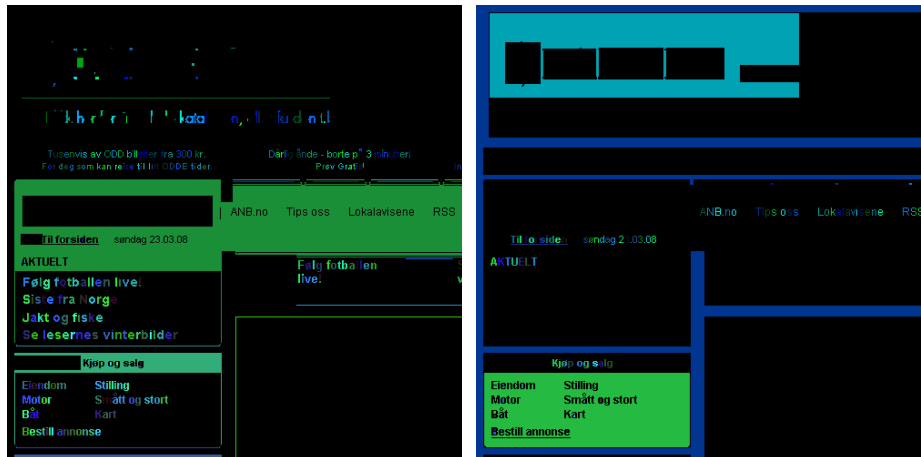 Tusenvis av ODD billetter fra 300 kr.
For deg som kan reise til litt ODDE tider.
Dårlig ånde - borte på 3 minutter!
Prøv Gratis!
ANB.no Tips oss Lokalavisene RSS
Til forsiden søndag 23.03.08
AKTUELT
Følg fotballen live!
Siste fra Norge
Jakt og fiske
Se lesernes vinterbilder
Følg fotballen
live!
Kjøp og salg
Eiendom Stilling
Motor Smått og stort
Båt Kart
Bestill annonse
ANB.no Tips oss Lokalavisene RSS
Til forsiden søndag 23.03.08
AKTUELT
Kjøp og salg
Eiendom Stilling
Motor Smått og stort
Båt Kart
Bestill annonse